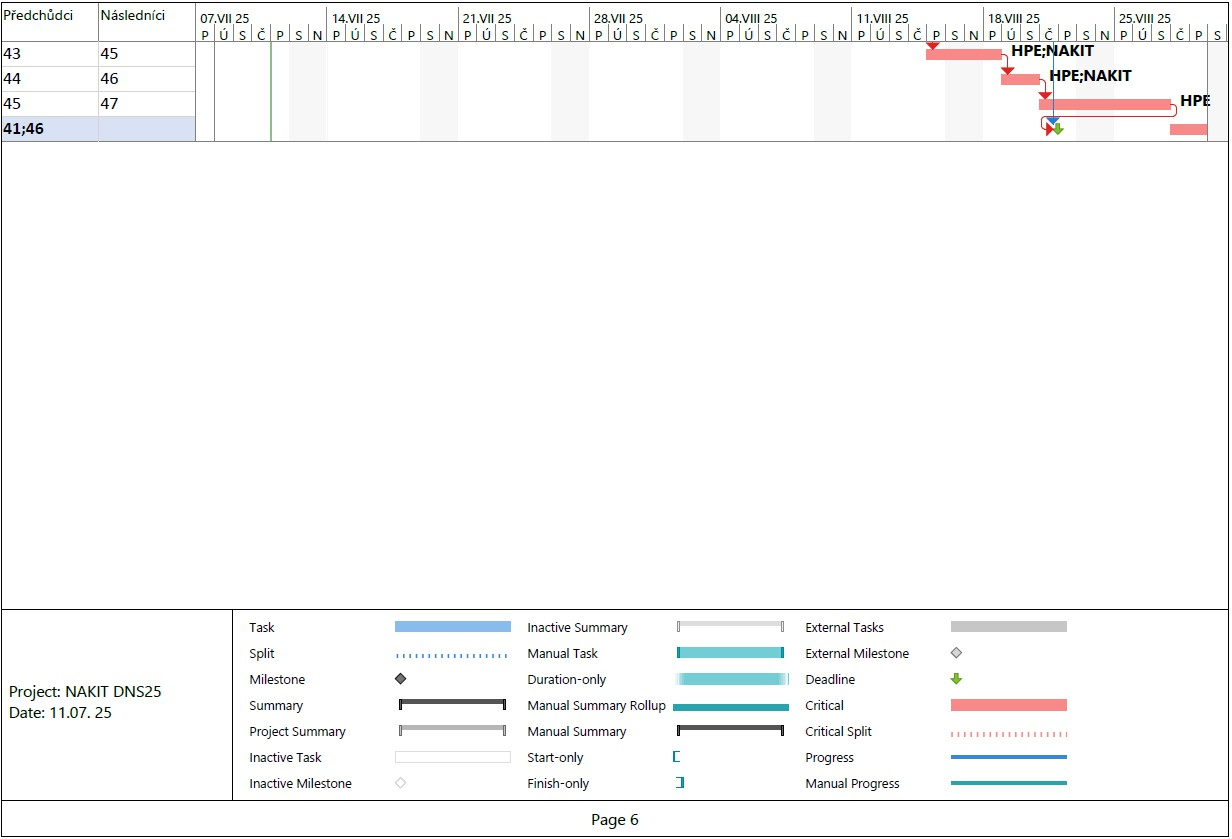 Předchůdci Následníci 07.VII 25 14.VII 25 21.VII 25 28.VII 25 04.VIII 25 11.VIII 25 18.VIII 25 25.VIII 25
P Ú S Č P S N P Ú S Č P S N P Ú S Č P S N P Ú S Č P S N P Ú S Č P S N P Ú S Č P S N P Ú S Č P S N P Ú S Č P S
43 45 HPE;NAKIT
44 46 HPE;NAKIT
45 47 HPE
41;46
Task Inactive Summary External Tasks
Split Manual Task External Milestone
Milestone Duration-only Deadline
Summary Manual Summary Rollup Critical
Project Summary Manual Summary Critical Split
Inactive Task Start-only Progress
Inactive Milestone Finish-only Manual Progress
Project: NAKIT DNS25
Date: 11.07. 25
Page 6